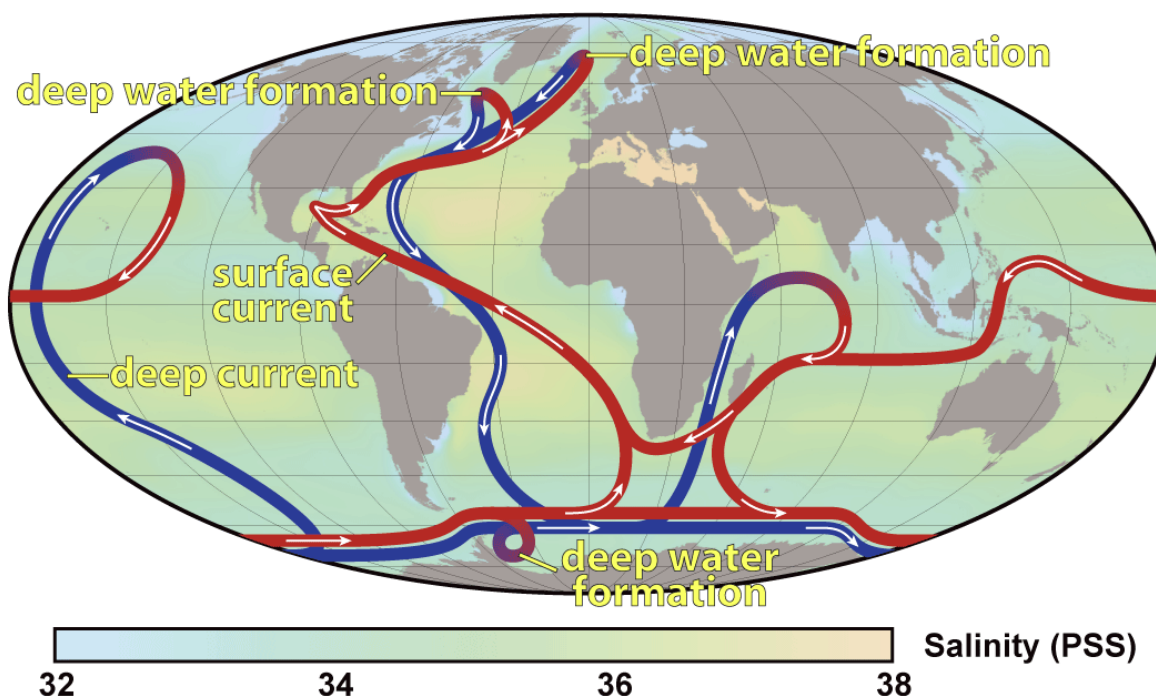 deep water formation
deep water formation
surface
current
deep current
deep water
formation
Salinity (PSS)
32
34
36
38